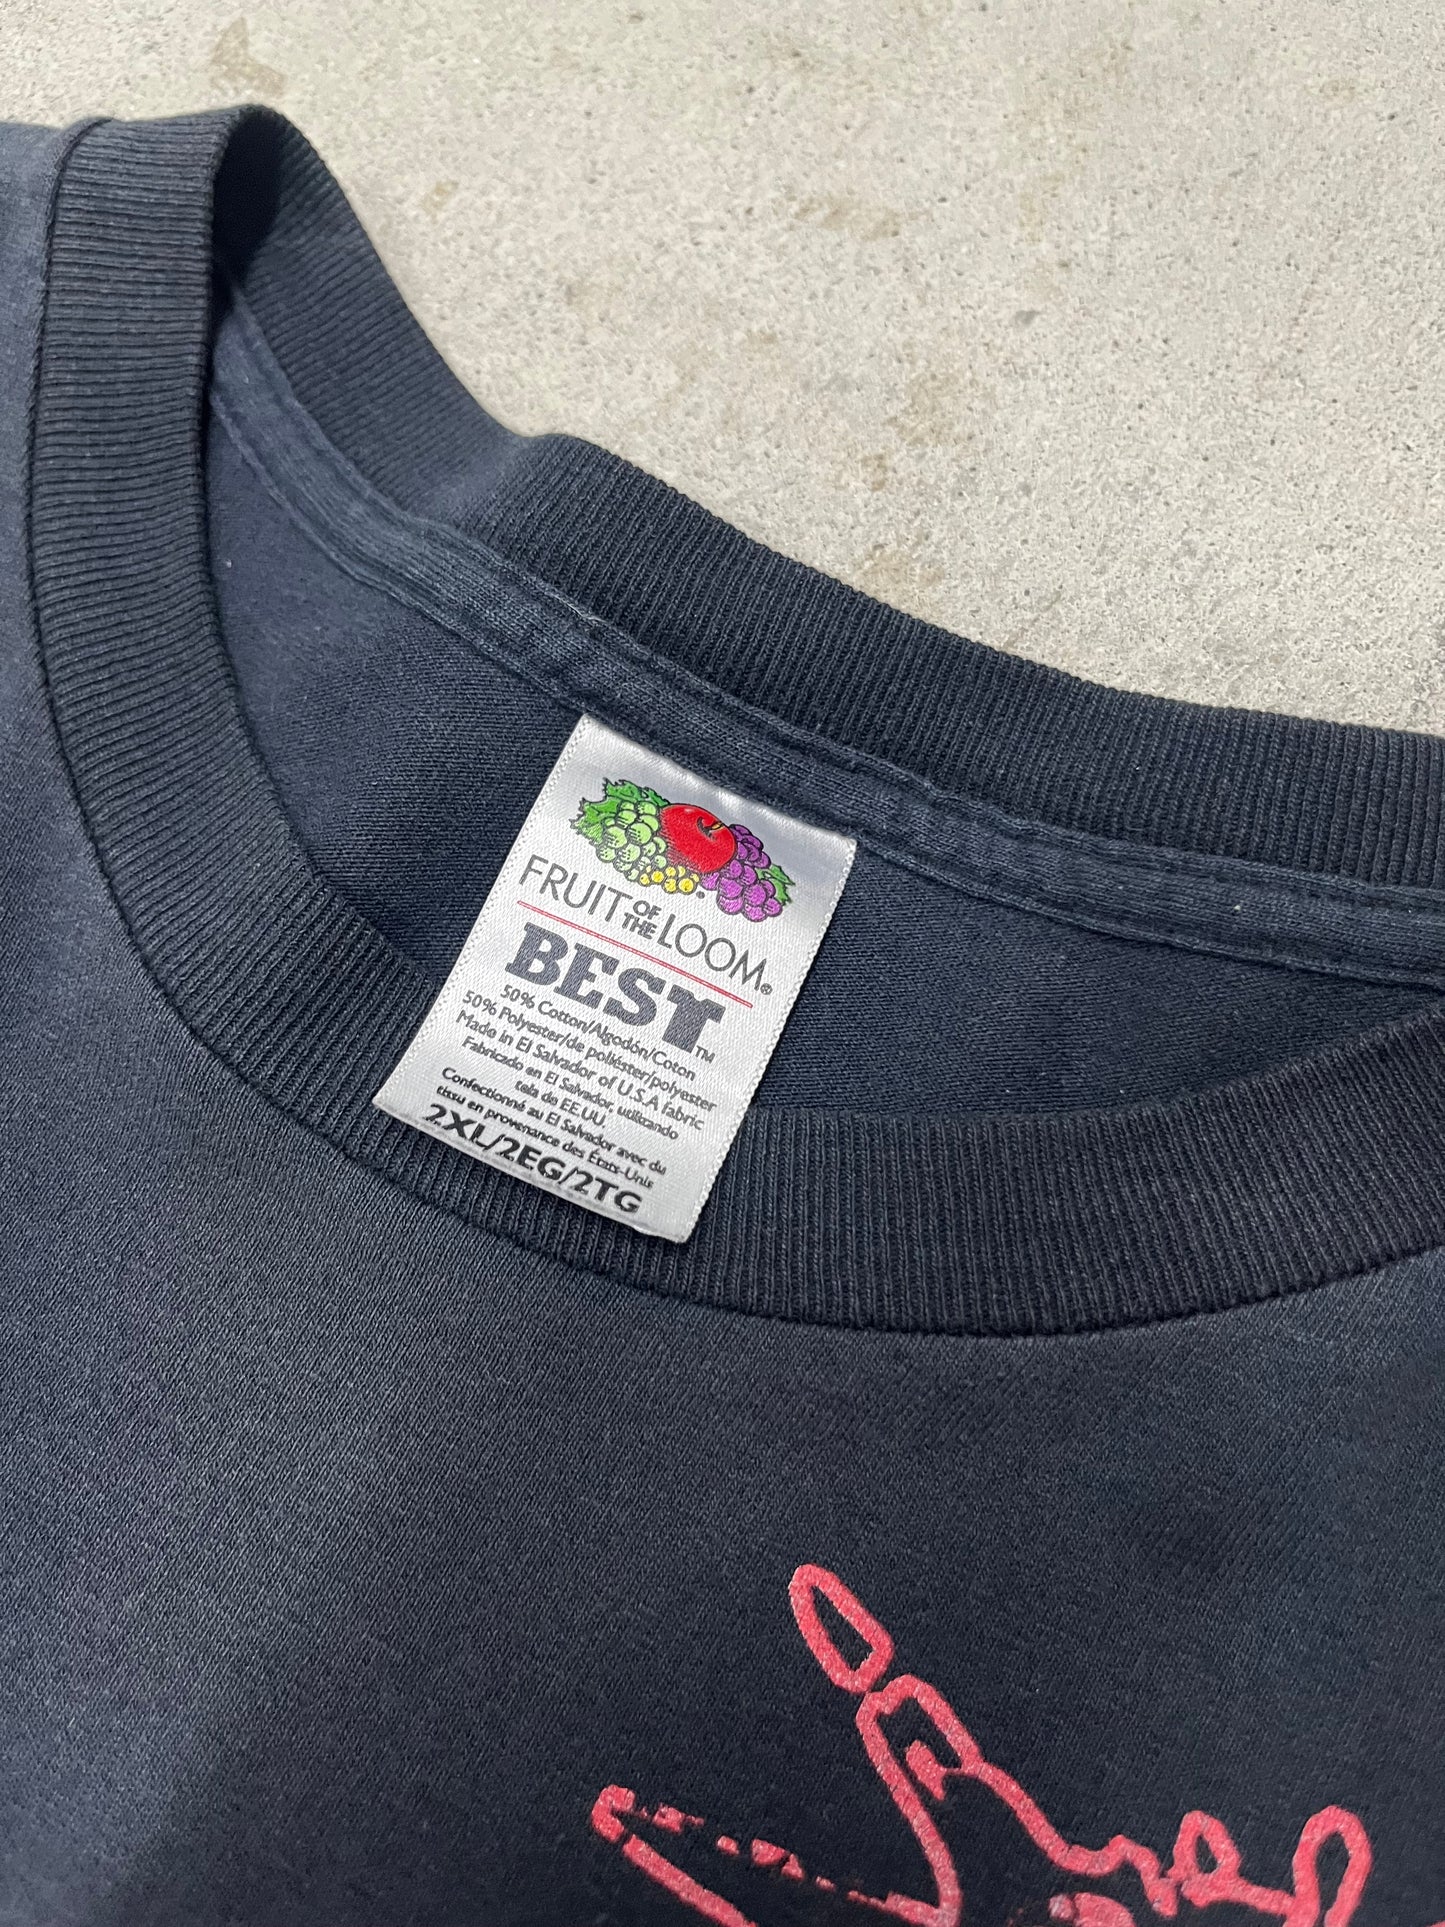 FRUIT OF THE LOOM®
BEST™
50% Cotton/Algodón/Coton
50% Polyester/de poliéster/polyester
Made in El Salvador of U.S.A fabric
Fabricado en El Salvador, utilizando
tela de EE.UU.
Confectionné au El Salvador avec du
tissu en provenance des États-Unis
2XL/2EG/2TG